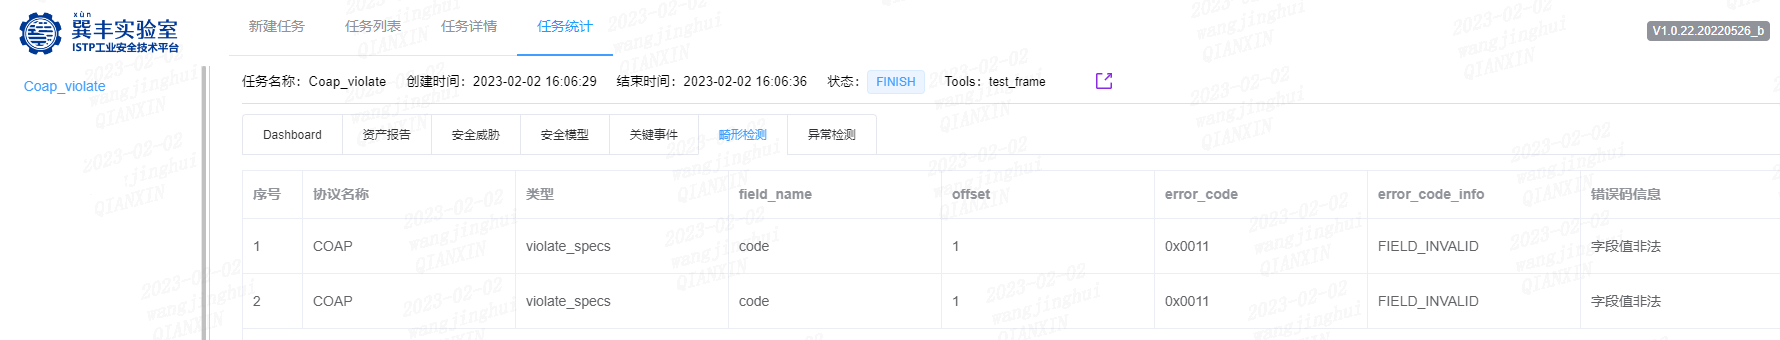 xùn
巽丰实验室
ISTP工业安全技术平台
新建任务 任务列表 任务详情 任务统计
V1.0.22.20220526_b
Coap_violate
任务名称：Coap_violate 创建时间：2023-02-02 16:06:29 结束时间：2023-02-02 16:06:36 状态： FINISH Tools：test_frame
Dashboard 资产报告 安全威胁 安全模型 关键事件 畸形检测 异常检测
序号 协议名称 类型 field_name offset error_code error_code_info 错误码信息
1 COAP violate_specs code 1 0x0011 FIELD_INVALID 字段值非法
2 COAP violate_specs code 1 0x0011 FIELD_INVALID 字段值非法
2023-02-02
wangjinghui
QIANXIN